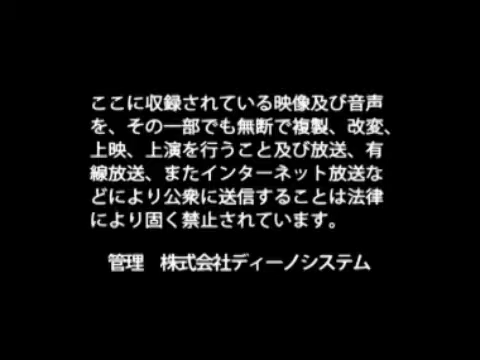 ここに収録されている映像及び音声
を、その一部でも無断で複製、改変、
上映、上演を行うこと及び放送、有
線放送、またインターネット放送な
どにより公衆に送信することは法律
により固く禁止されています。
管理　株式会社ディーノシステム